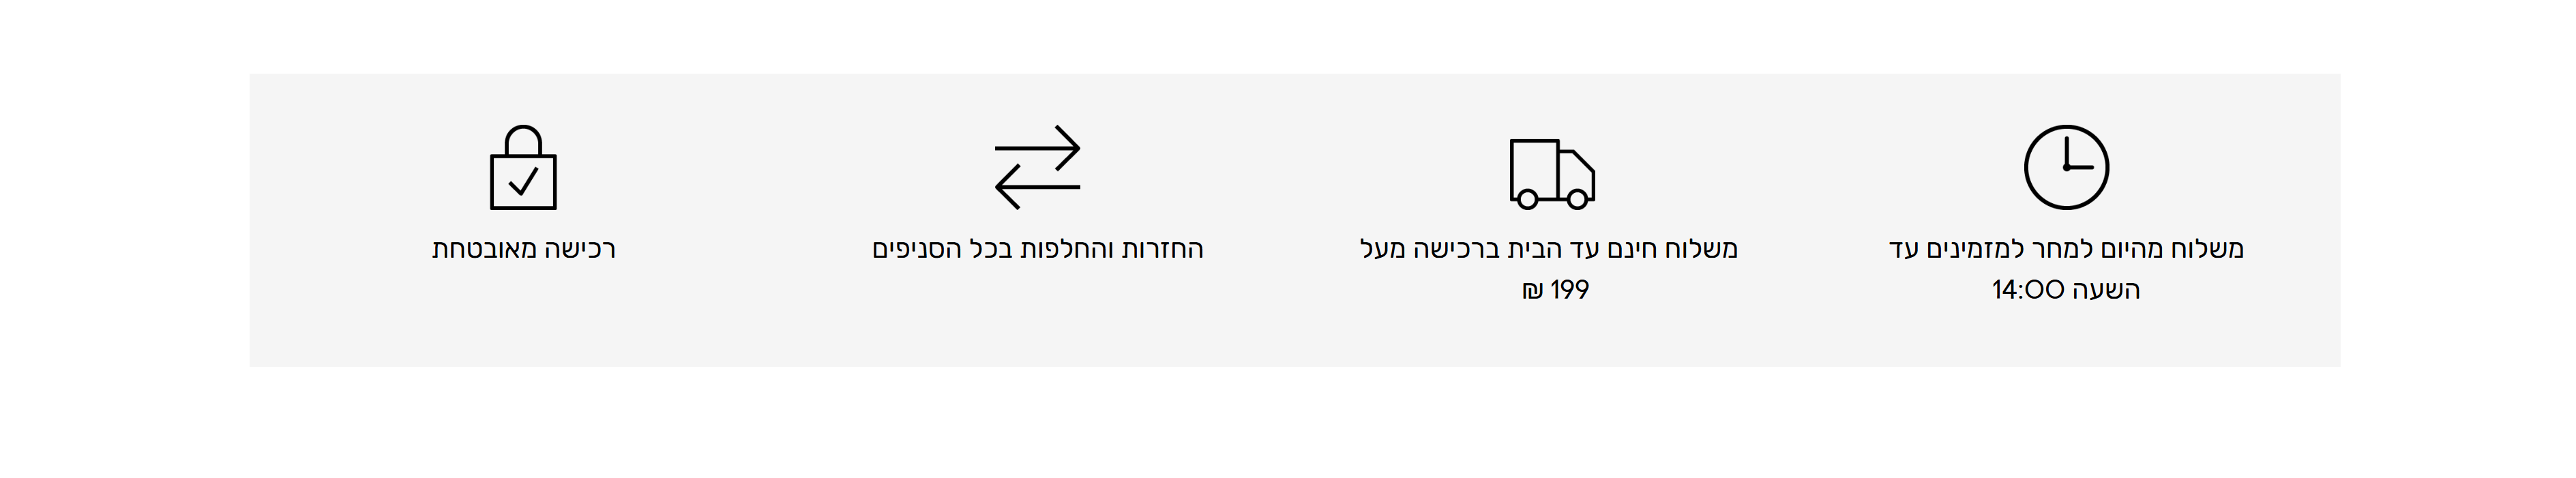 משלוח מהיום למחר למזמינים עד
השעה 14:00
משלוח חינם עד הבית ברכישה מעל
199 ₪
החזרות והחלפות בכל הסניפים
רכישה מאובטחת